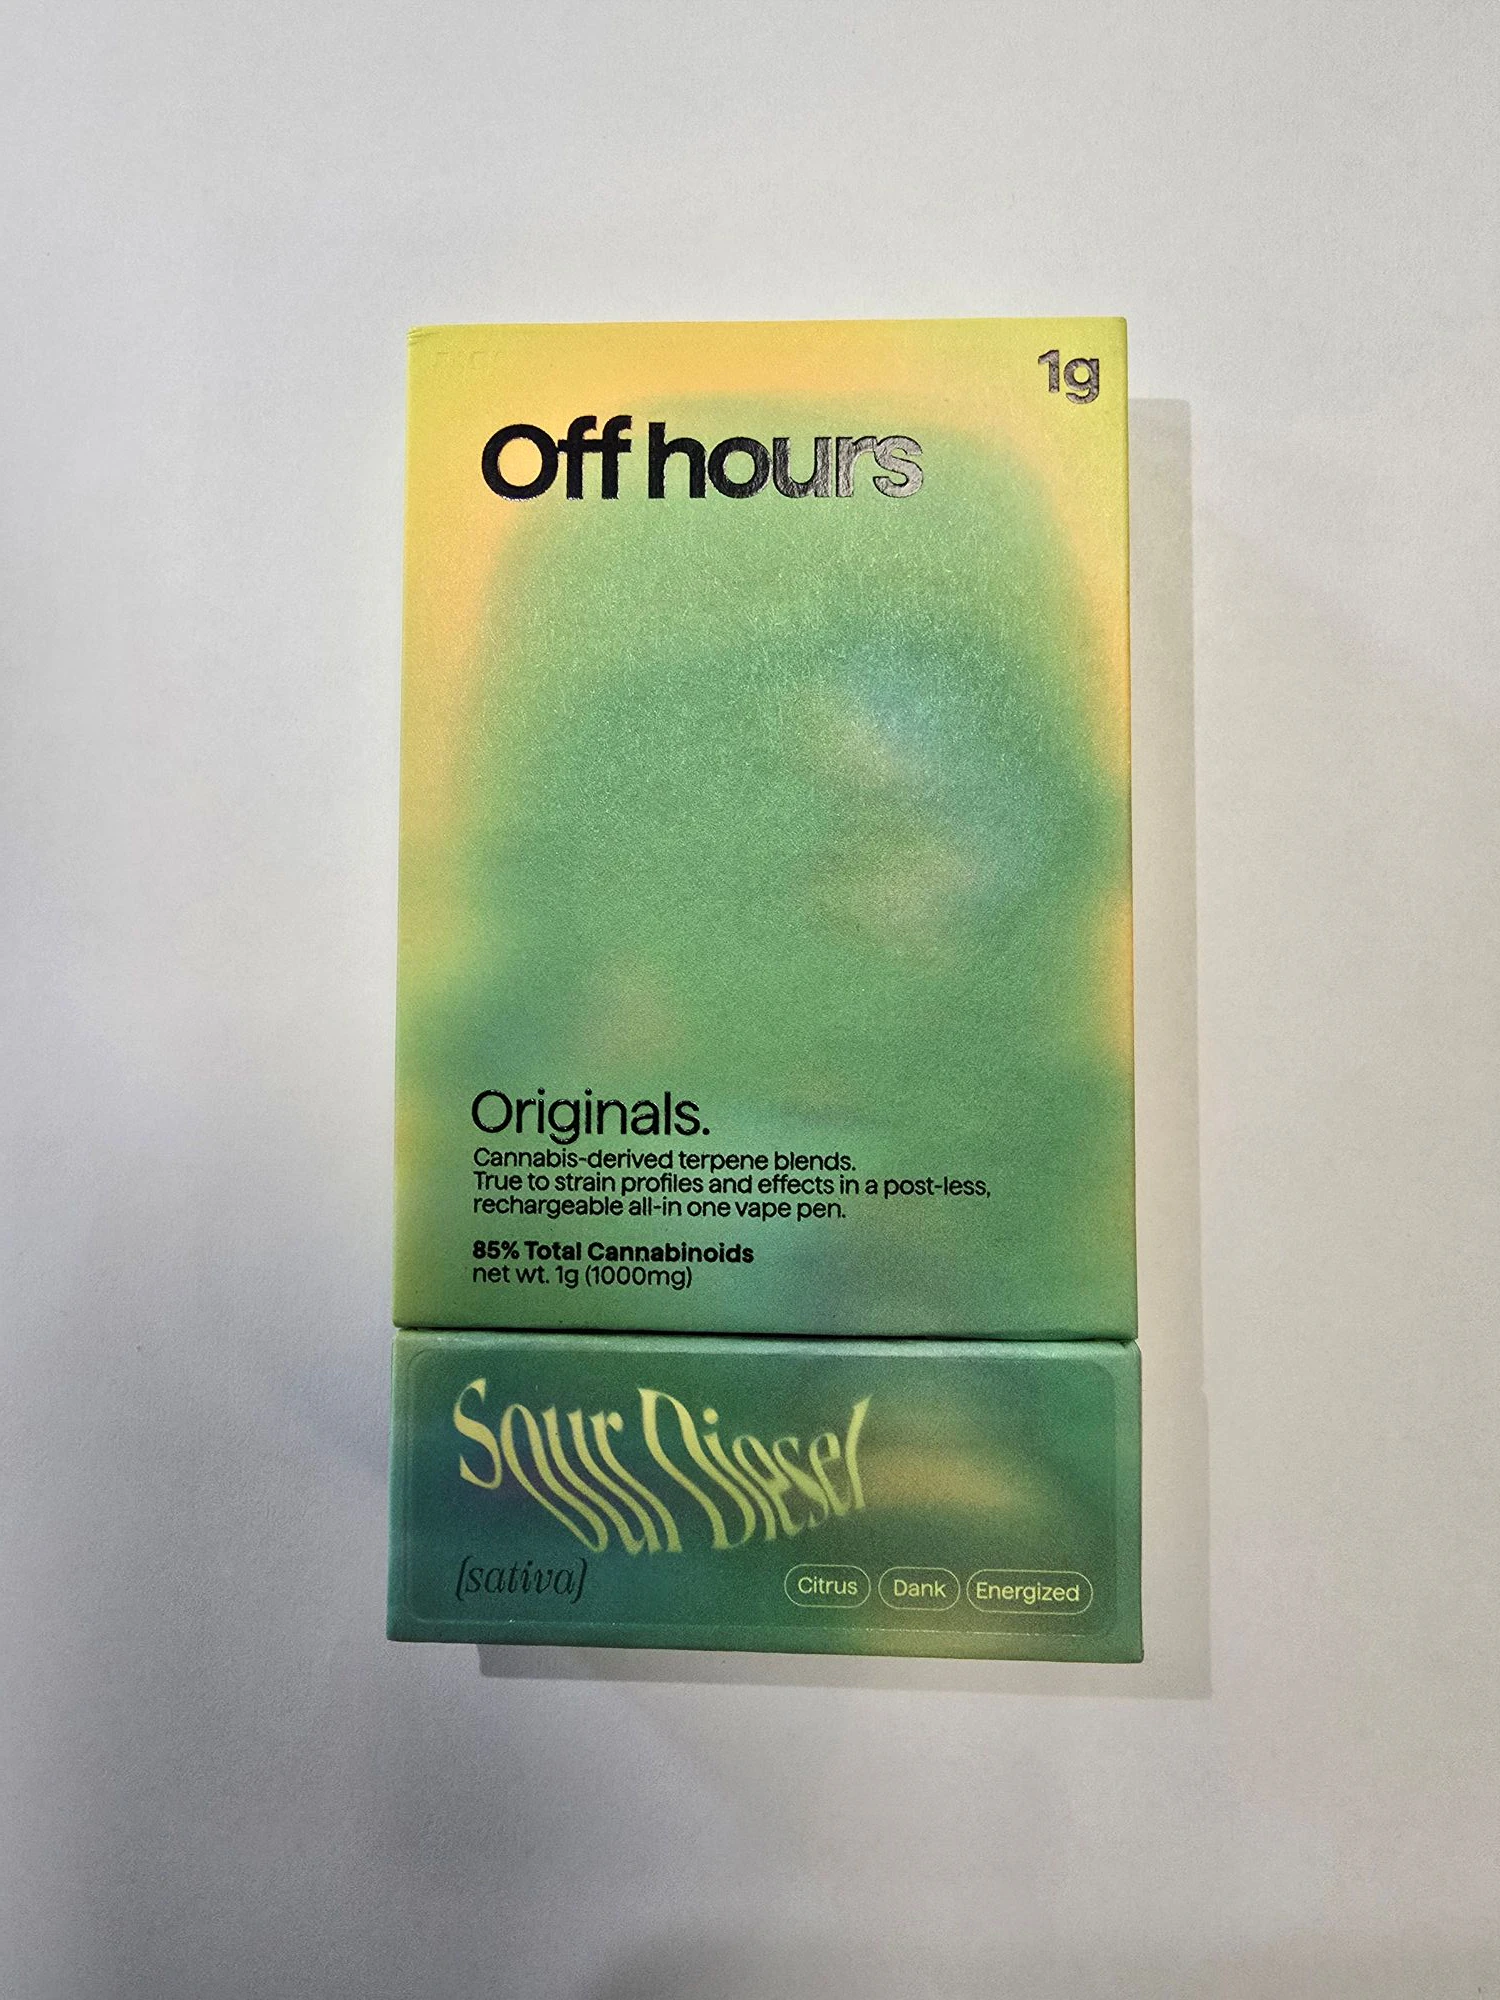 1g
Off hours
Originals.
Cannabis-derived terpene blends.
True to strain profiles and effects in a post-less,
rechargeable all-in one vape pen.
85% Total Cannabinoids
net wt. 1g (1000mg)
Sour Diesel
(sativa)
Citrus Dank Energized